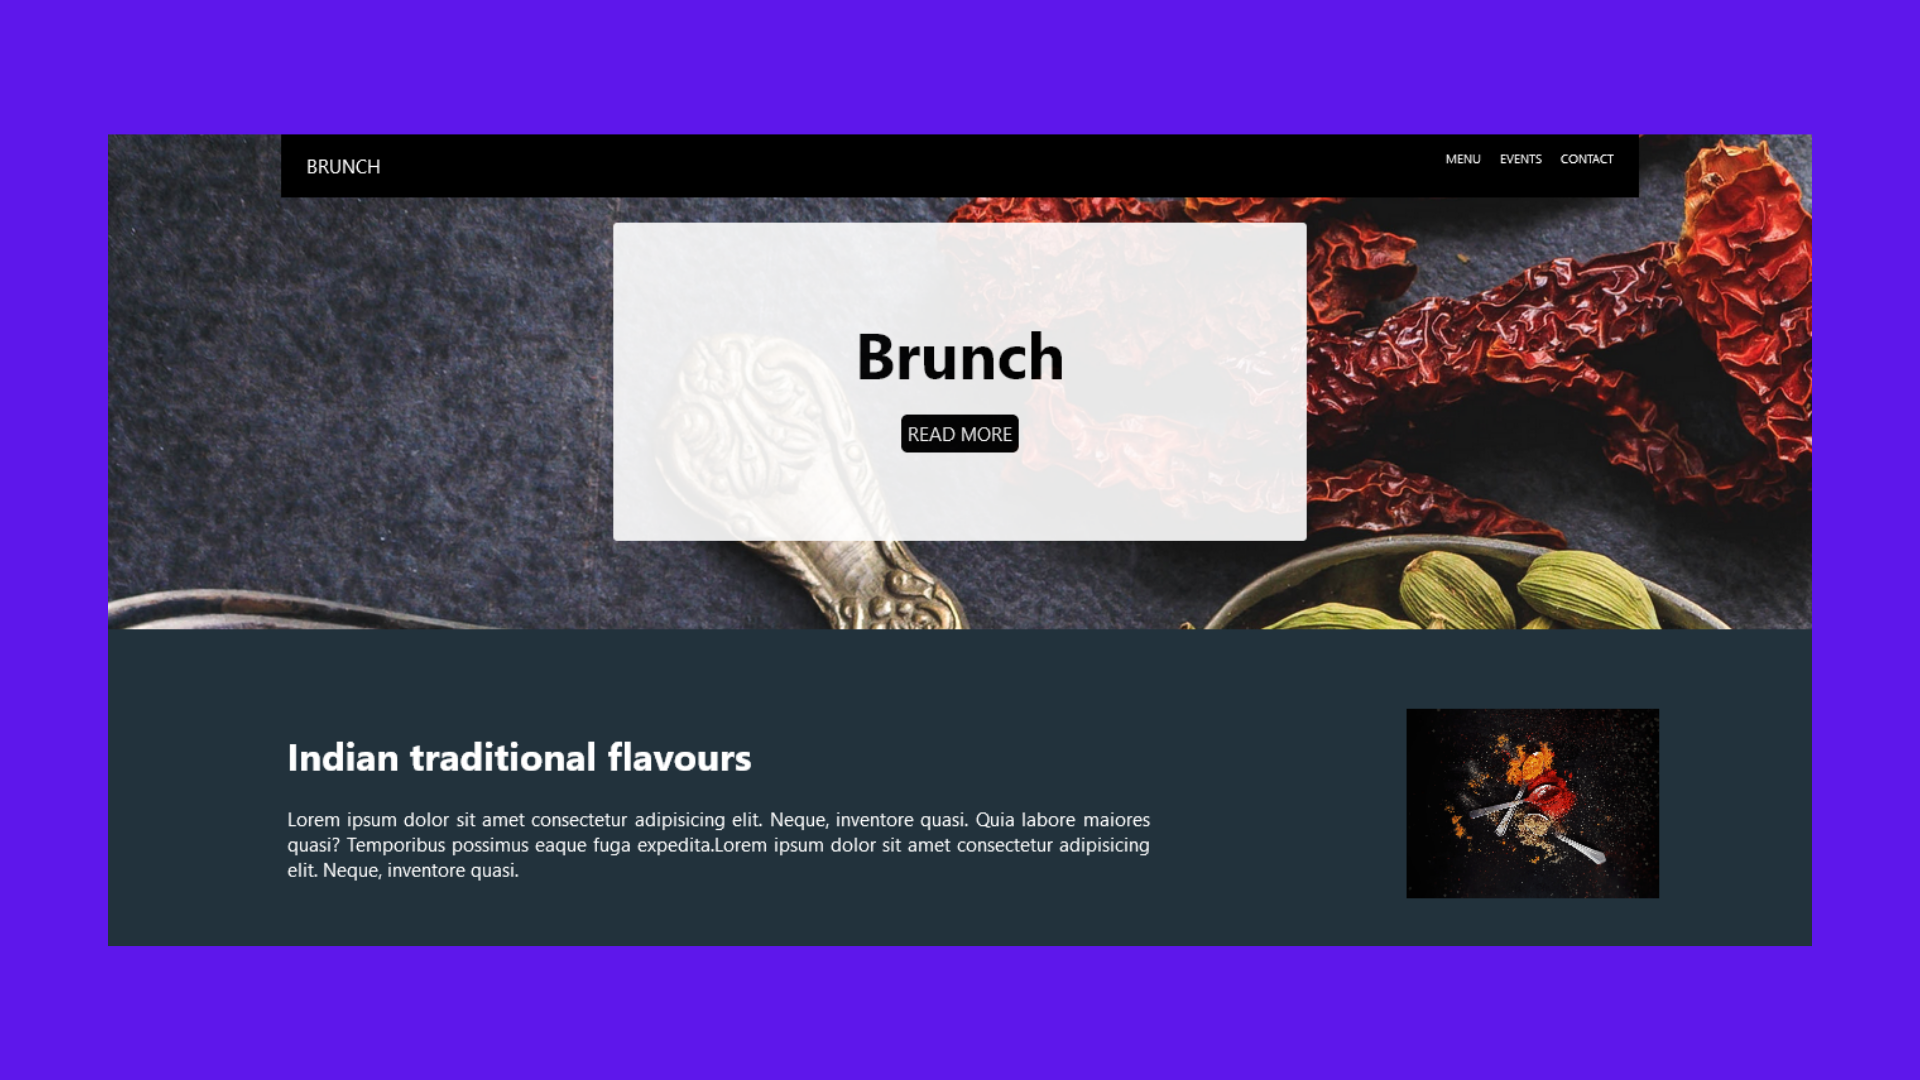 BRUNCH
MENU EVENTS CONTACT
Brunch
READ MORE
Indian traditional flavours
Lorem ipsum dolor sit amet consectetur adipisicing elit. Neque, inventore quasi. Quia labore maiores
quasi? Temporibus possimus eaque fuga expedita.Lorem ipsum dolor sit amet consectetur adipisicing
elit. Neque, inventore quasi.